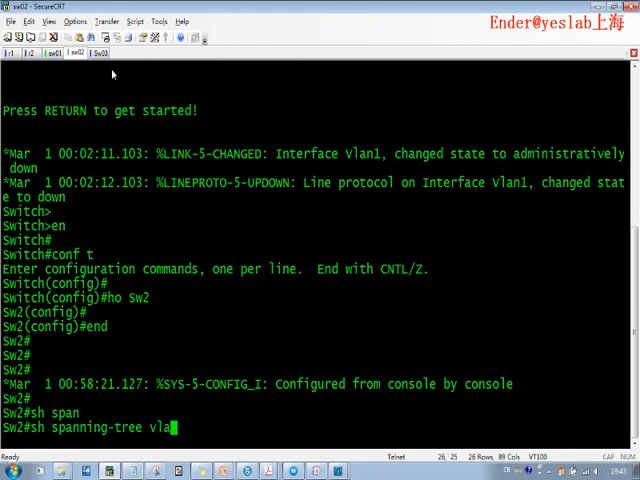 sw02 - SecureCRT
Ender@yeslab上海
File Edit View Options Transfer Script Tools Help
r1 r2 sw01 sw02 Sw03
Press RETURN to get started!
*Mar 1 00:02:11.103: %LINK-5-CHANGED: Interface Vlan1, changed state to administratively
down
*Mar 1 00:02:12.103: %LINEPROTO-5-UPDOWN: Line protocol on Interface Vlan1, changed stat
e to down
Switch>
Switch>en
Switch#
Switch#conf t
Enter configuration commands, one per line. End with CNTL/Z.
Switch(config)#
Switch(config)#ho Sw2
Sw2(config)#
Sw2(config)#end
Sw2#
Sw2#
Sw2#
*Mar 1 00:58:21.127: %SYS-5-CONFIG_I: Configured from console by console
Sw2#
Sw2#sh span
Sw2#sh spanning-tree vla
Ready Telnet 26, 25 26 Rows, 89 Cols VT100 CAP NUM
19:43